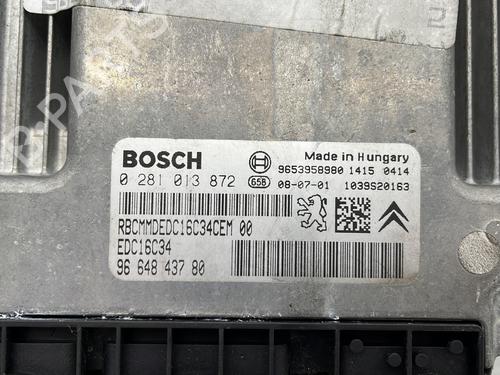 BOSCH
Made in Hungary
9653958980 1415 0414
0 281 013 872 658 08-07-01 1039S20163
RBCMMDEDC16C34CEM 00
EDC16C34
96 648 437 80
B-PARTS